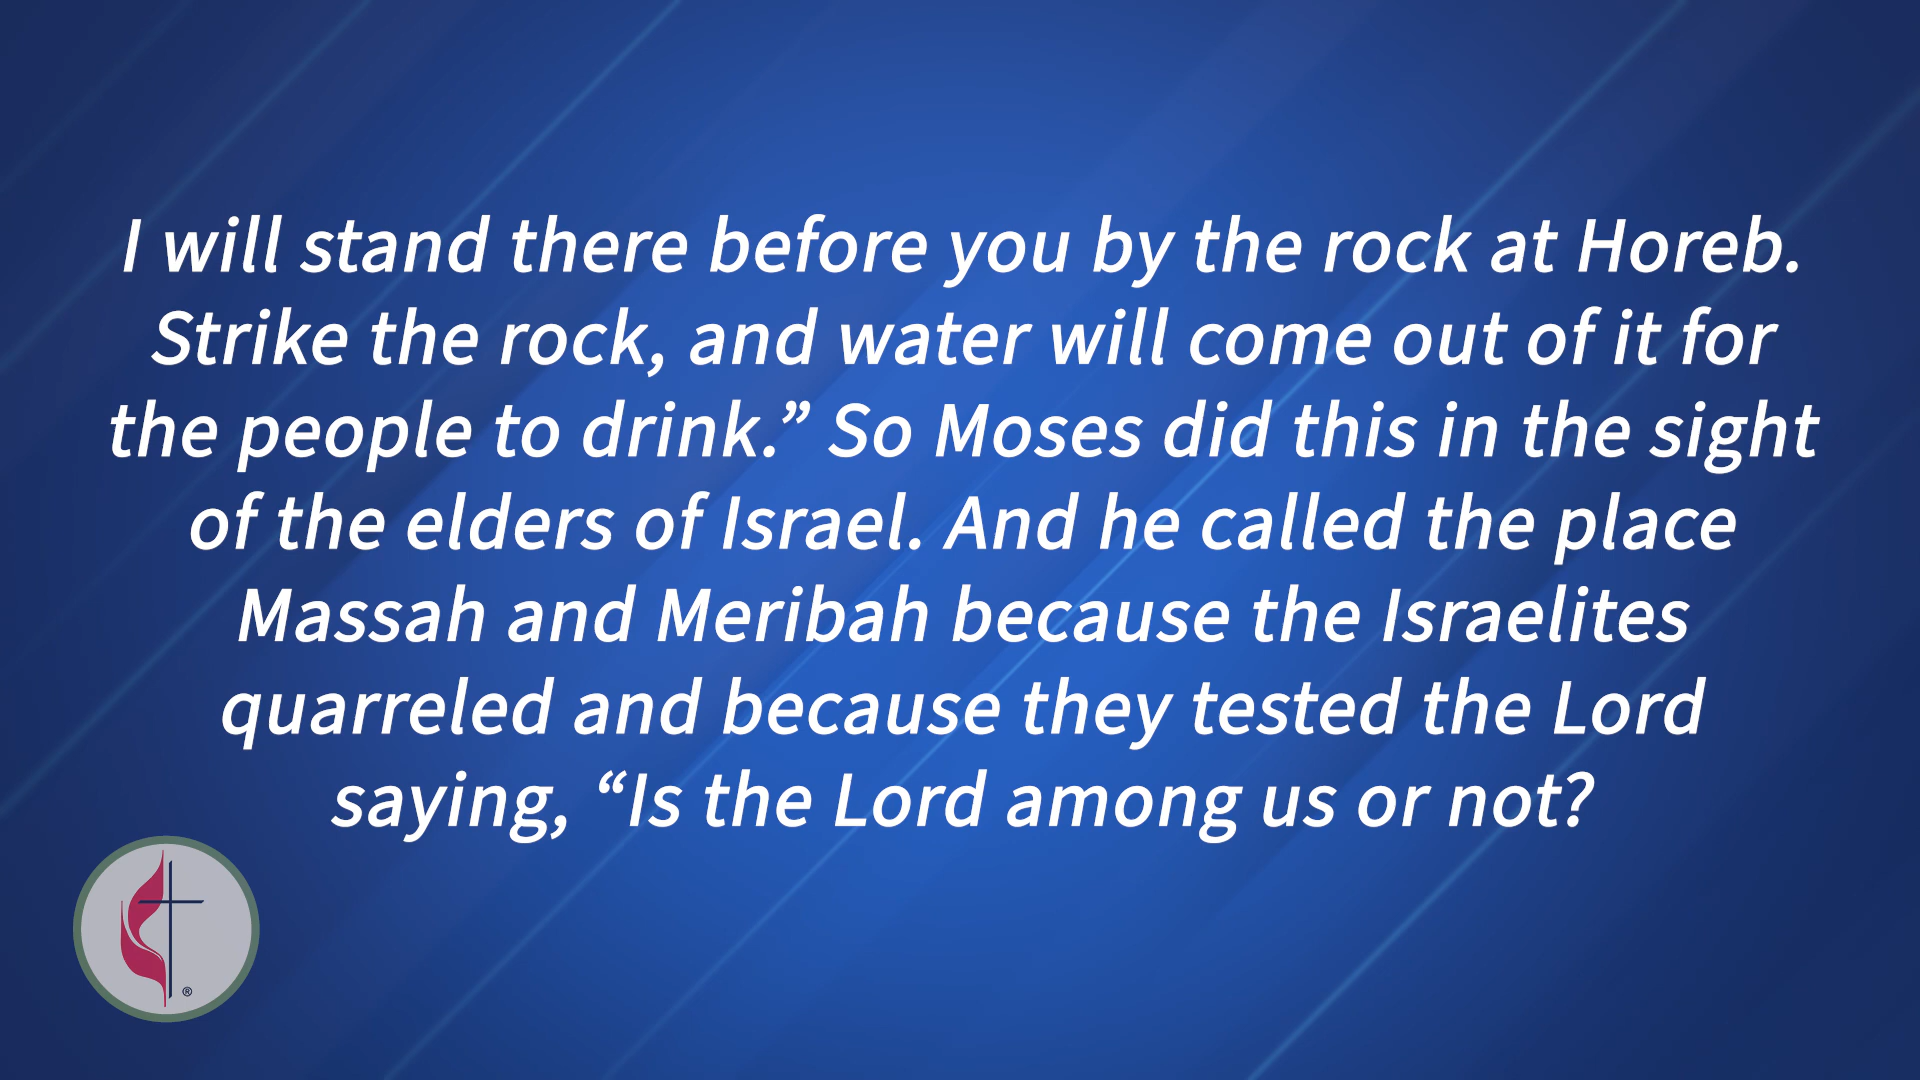 I will stand there before you by the rock at Horeb.
Strike the rock, and water will come out of it for
the people to drink.” So Moses did this in the sight
of the elders of Israel. And he called the place
Massah and Meribah because the Israelites
quarreled and because they tested the Lord
saying, “Is the Lord among us or not?
®